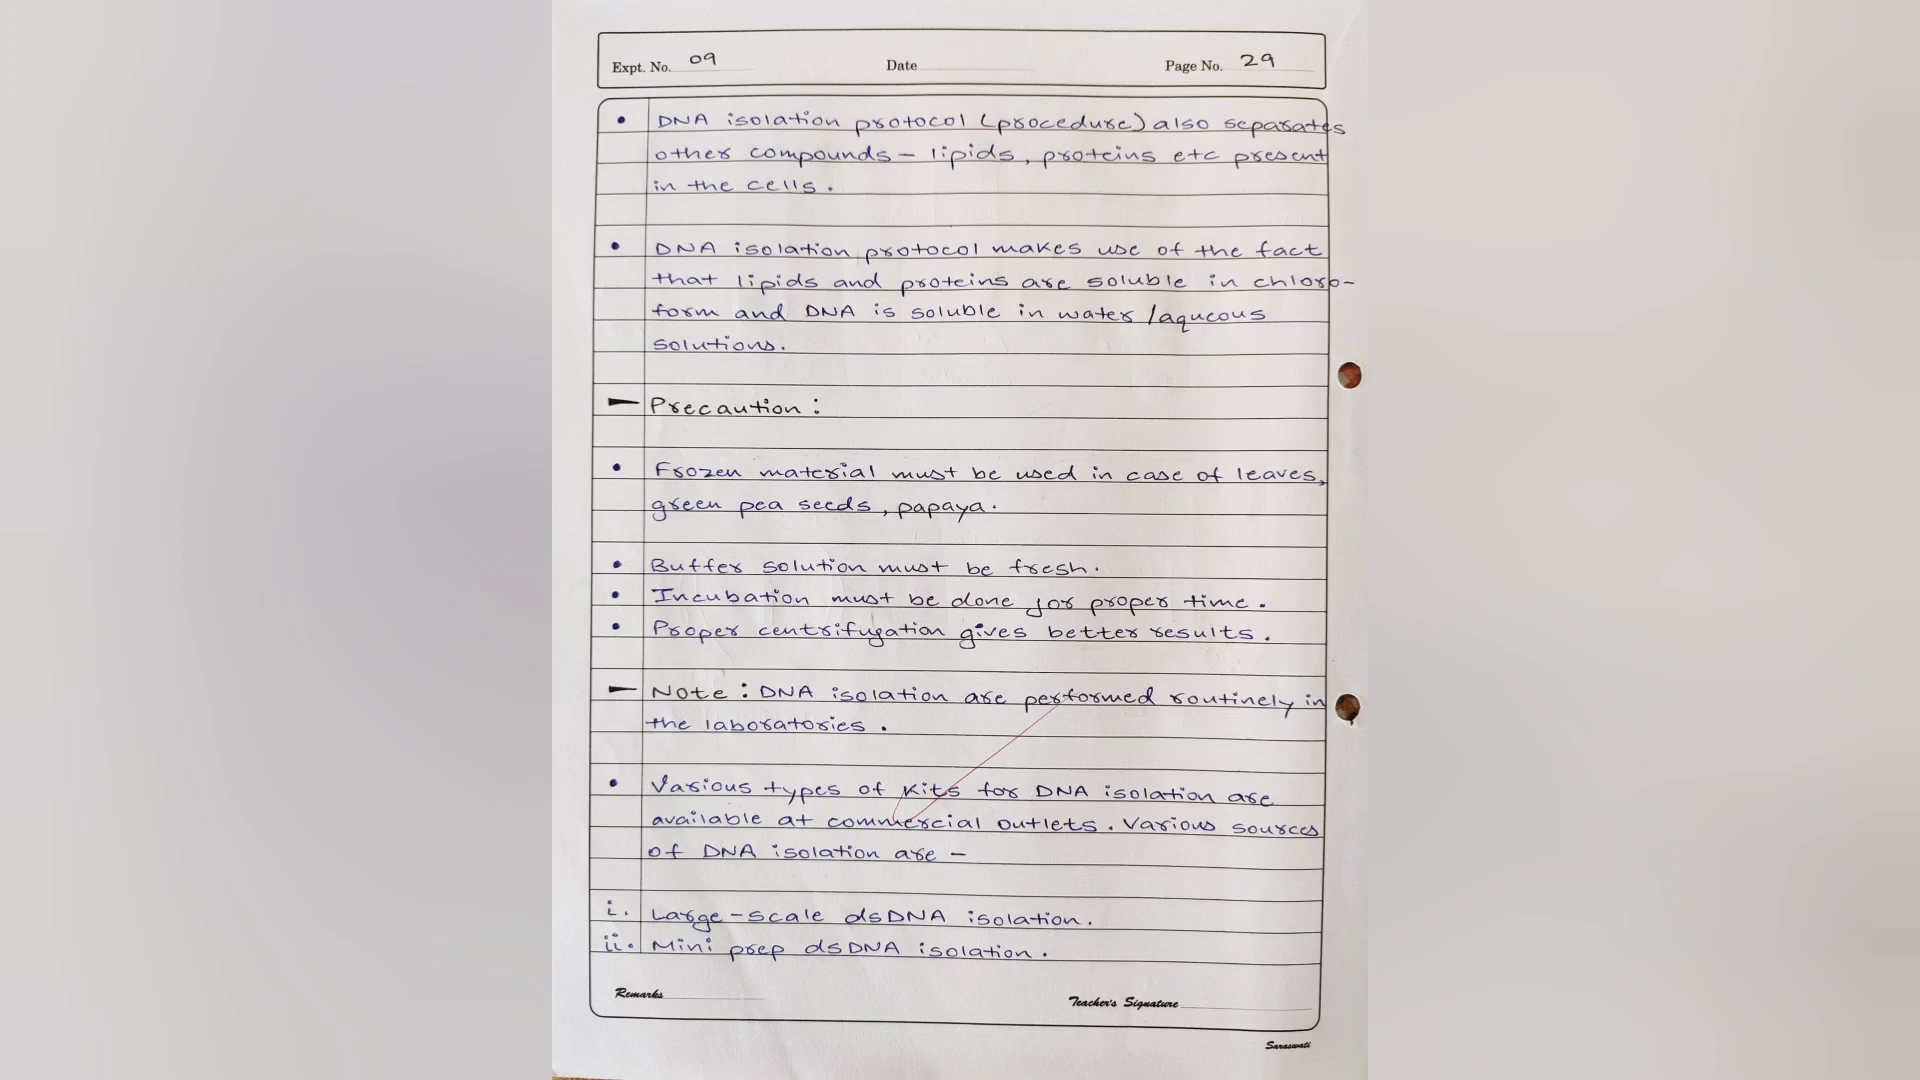 Expt. No. 09 Date Page No. 29
• DNA isolation protocol (procedure) also separates
other compounds - lipids, proteins etc present
in the cells.
• DNA isolation protocol makes use of the fact
that lipids and proteins are soluble in chloro-
form and DNA is soluble in water / aqueous
solutions.
- Precaution :
• Frozen material must be used in case of leaves,
green pea seeds, papaya.
• Buffer solution must be fresh.
• Incubation must be done for proper time.
• Proper centrifugation gives better results.
- Note : DNA isolation are performed routinely in
the laboratories.
• Various types of kits for DNA isolation are
available at commercial outlets. Various sources
of DNA isolation are -
i. Large-scale dsDNA isolation.
ii. Mini prep dsDNA isolation.
Remarks Teacher's Signature
Saraswati